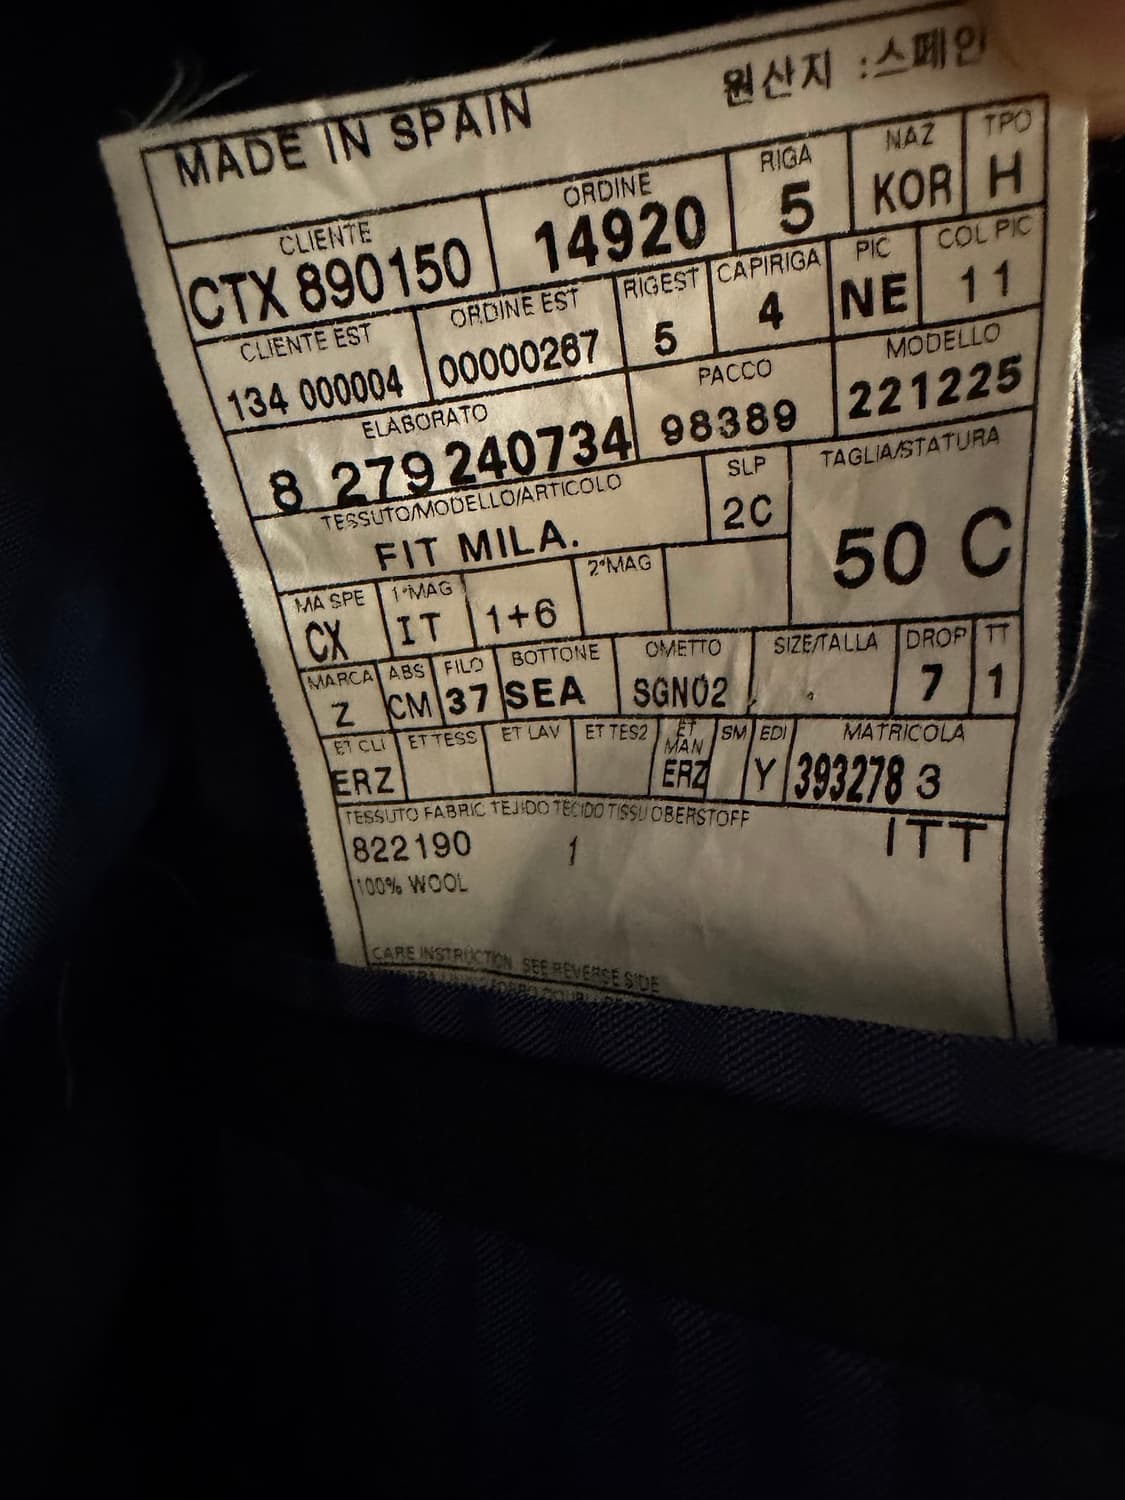 MADE IN SPAIN 원산지 :스페인
CLIENTE ORDINE RIGA NAZ TPO
CTX 890150 14920 5 KOR H
CLIENTE EST ORDINE EST RIGEST CAPIRIGA PIC COL PIC
134 000004 00000267 5 4 NE 11
ELABORATO PACCO MODELLO
8 279 240734 98389 221225
TESSUTO/MODELLO/ARTICOLO SLP TAGLIA/STATURA
FIT MILA. 2C 50 C
MA SPE 1°MAG 2°MAG
CX IT 1+6
MARCA ABS FILO BOTTONE OMETTO SIZE/TALLA DROP TT
Z CM 37 SEA SGN02 7 1
ET CLI ET TESS ET LAV ET TES2 ET MAN SM EDI MATRICOLA
ERZ ERZ Y 393278 3
TESSUTO FABRIC TEJIDO TECIDO TISSU OBERSTOFF
822190 1 ITT
100% WOOL
CARE INSTRUCTION SEE REVERSE SIDE